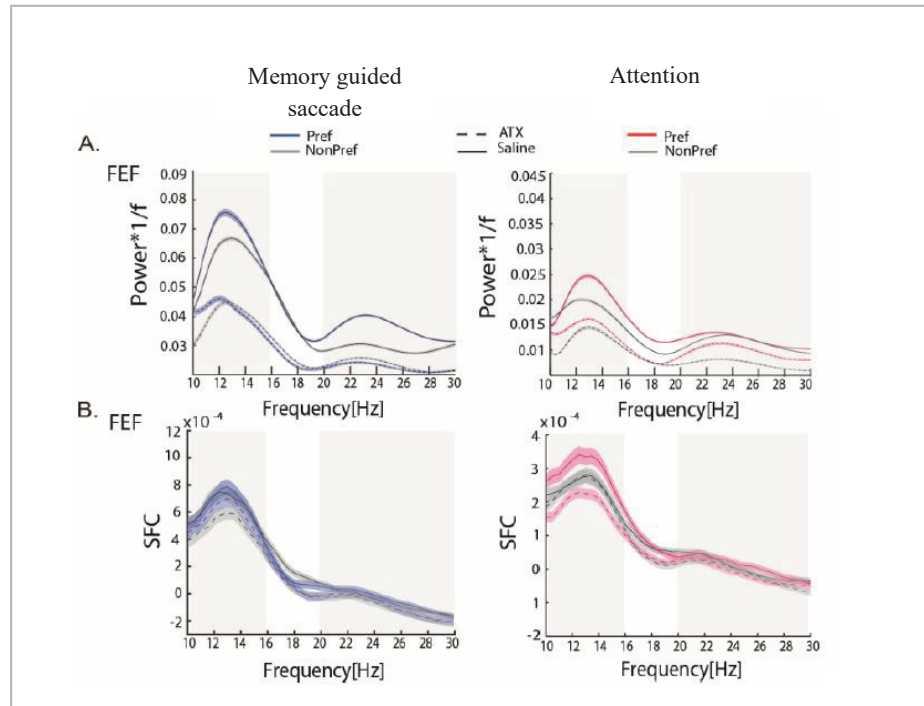 Memory guided
saccade
Attention
A.
Pref
NonPref
ATX
Saline
Pref
NonPref
FEF
0.09
0.08
0.07
0.06
0.05
0.04
0.03
Power*1/f
10 12 14 16 18 20 22 24 26 28 30
Frequency[Hz]
0.045
0.04
0.035
0.03
0.025
0.02
0.015
0.01
Power*1/f
10 12 14 16 18 20 22 24 26 28 30
Frequency[Hz]
B.
FEF
×10⁻⁴
12
10
8
6
4
2
0
-2
SFC
10 12 14 16 18 20 22 24 26 28 30
Frequency[Hz]
×10⁻⁴
4
3
2
1
0
1
-2
SFC
10 12 14 16 18 20 22 24 26 28 30
Frequency[Hz]